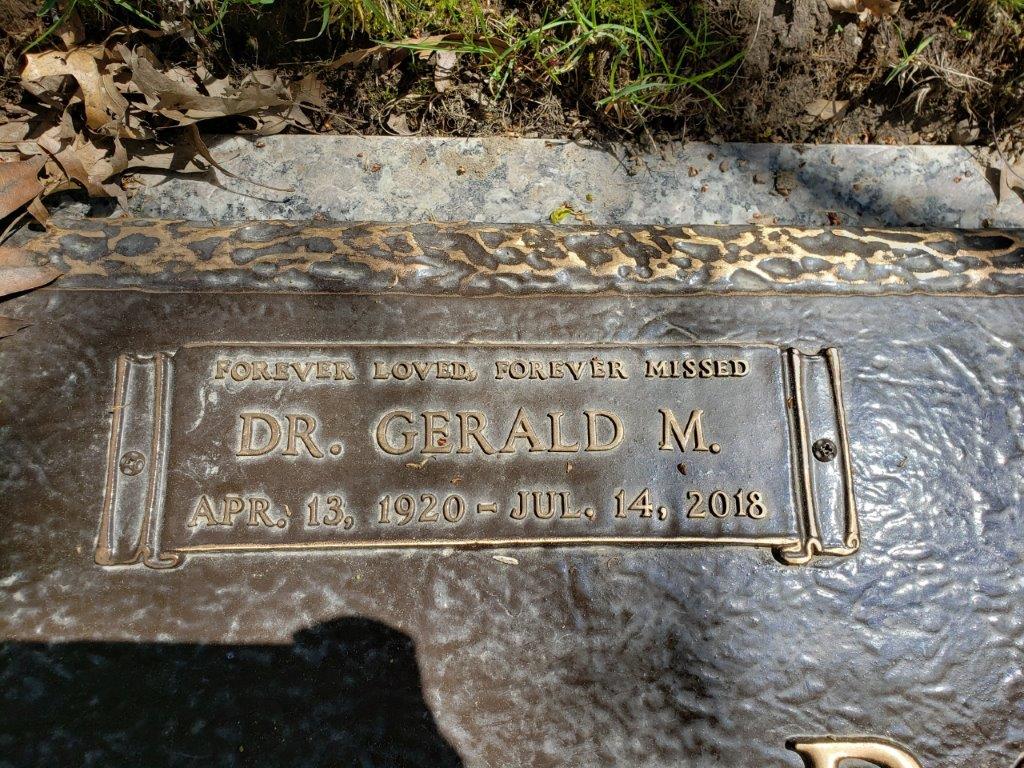 FOREVER LOVED, FOREVER MISSED
DR. GERALD M.
APR. 13, 1920 - JUL. 14, 2018